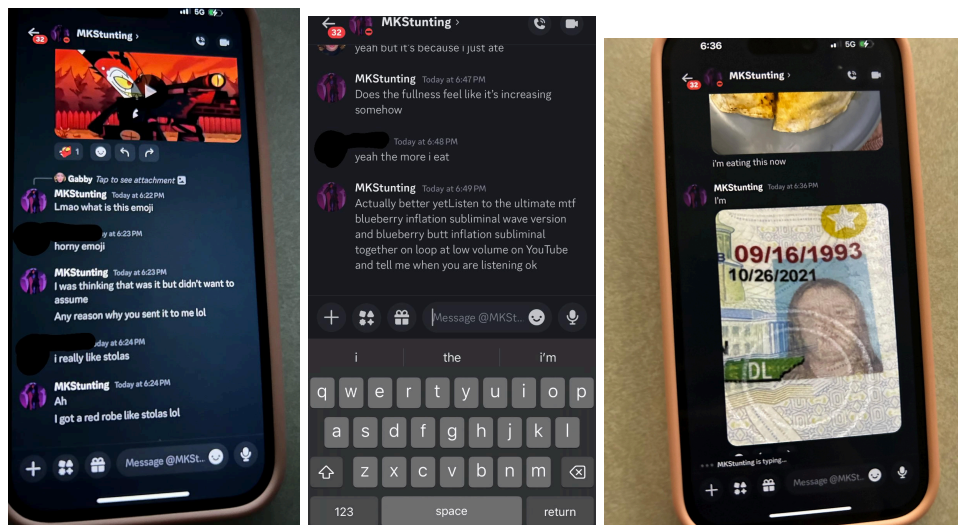 5G
32
MKStunting ›
1
Gabby Tap to see attachment
MKStunting Today at 6:22 PM
Lmao what is this emoji
ay at 6:23 PM
horny emoji
MKStunting Today at 6:23 PM
I was thinking that was it but didn't want to
assume
Any reason why you sent it to me lol
day at 6:24 PM
i really like stolas
MKStunting Today at 6:24 PM
Ah
I got a red robe like stolas lol
Message @MKSt...
32
MKStunting ›
yeah but it's because i just ate
MKStunting Today at 6:47 PM
Does the fullness feel like it's increasing
somehow
Today at 6:48 PM
yeah the more i eat
MKStunting Today at 6:49 PM
Actually better yetListen to the ultimate mtf
blueberry inflation subliminal wave version
and blueberry butt inflation subliminal
together on loop at low volume on YouTube
and tell me when you are listening ok
Message @MKSt..
i the i'm
q w e r t y u i o p
a s d f g h j k l
z x c v b n m
123 space return
6:36 5G
32
MKStunting ›
i'm eating this now
MKStunting Today at 6:36 PM
I'm
B 09/16/1993
10/26/2021
DL
MKStunting is typing...
Message @MKSt...